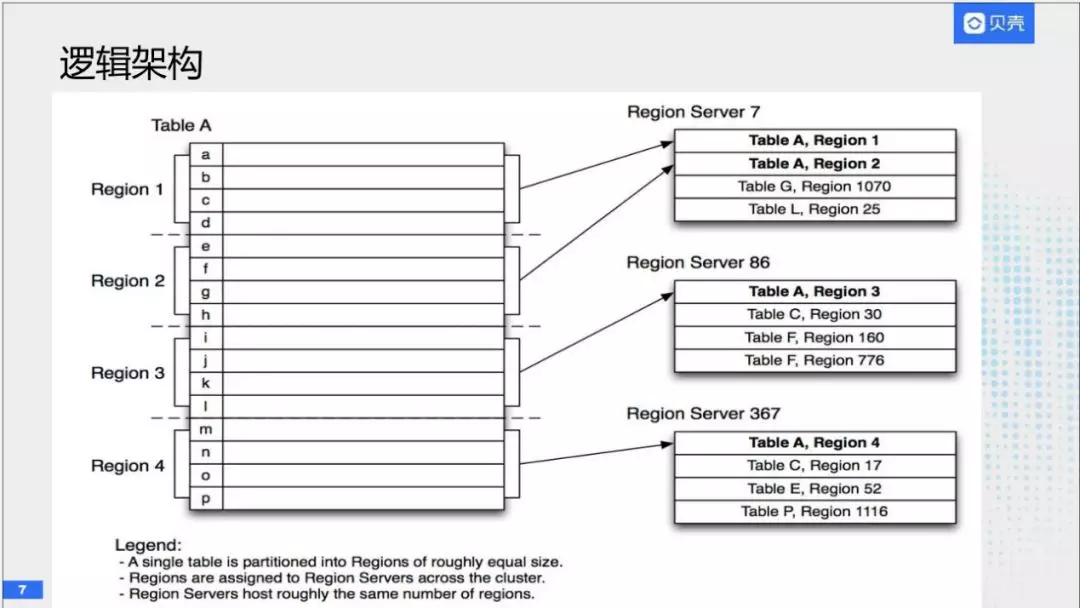 贝壳
逻辑架构
Table A
a
b
c
d
e
f
g
h
i
j
k
l
m
n
o
p
Region 1
Region 2
Region 3
Region 4
Region Server 7
Table A, Region 1
Table A, Region 2
Table G, Region 1070
Table L, Region 25
Region Server 86
Table A, Region 3
Table C, Region 30
Table F, Region 160
Table F, Region 776
Region Server 367
Table A, Region 4
Table C, Region 17
Table E, Region 52
Table P, Region 1116
Legend:
- A single table is partitioned into Regions of roughly equal size.
- Regions are assigned to Region Servers across the cluster.
- Region Servers host roughly the same number of regions.
7